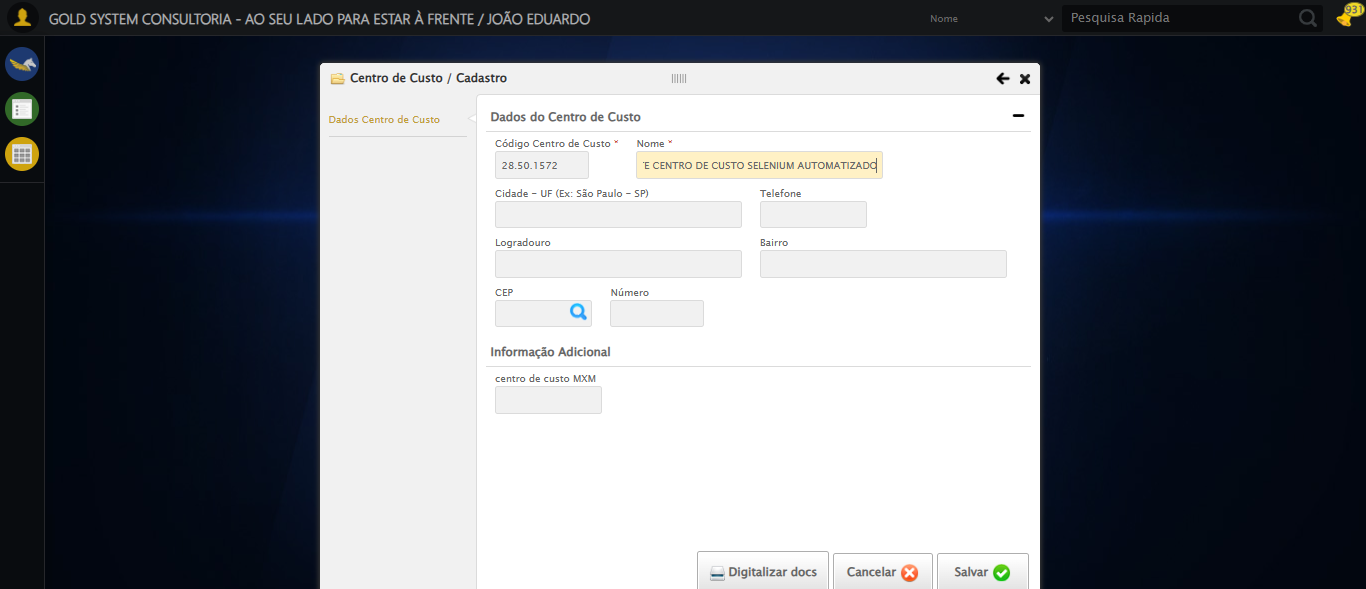 GOLD SYSTEM CONSULTORIA - AO SEU LADO PARA ESTAR À FRENTE / JOÃO EDUARDO
Nome
Pesquisa Rapida
931
Centro de Custo / Cadastro
Dados Centro de Custo
Dados do Centro de Custo
Código Centro de Custo *
Nome *
28.50.1572
E CENTRO DE CUSTO SELENIUM AUTOMATIZADO
Cidade - UF (Ex: São Paulo - SP)
Telefone
Logradouro
Bairro
CEP
Número
Informação Adicional
centro de custo MXM
Digitalizar docs
Cancelar
Salvar